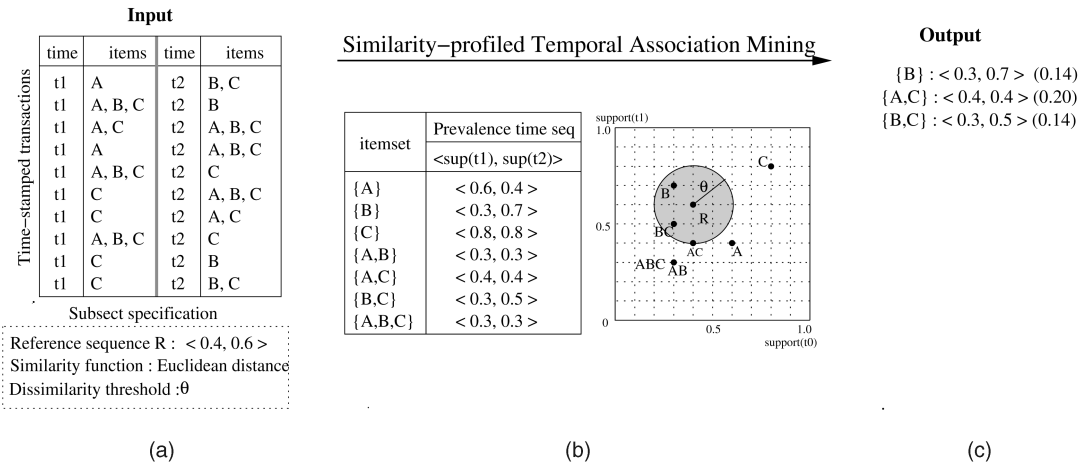 Input
Time-stamped transactions
time items time items
t1 A t2 B, C
t1 A, B, C t2 B
t1 A, C t2 A, B, C
t1 A t2 A, B, C
t1 A, B, C t2 C
t1 C t2 A, B, C
t1 C t2 A, C
t1 A, B, C t2 C
t1 C t2 B
t1 C t2 B, C
Subsect specification
Reference sequence R : < 0.4, 0.6 >
Similarity function : Euclidean distance
Dissimilarity threshold :θ
(a)
Similarity-profiled Temporal Association Mining
itemset Prevalence time seq
<sup(t1), sup(t2)>
{A} < 0.6, 0.4 >
{B} < 0.3, 0.7 >
{C} < 0.8, 0.8 >
{A,B} < 0.3, 0.3 >
{A,C} < 0.4, 0.4 >
{B,C} < 0.3, 0.5 >
{A,B,C} < 0.3, 0.3 >
support(t1)
1.0
C
θ
B
R
0.5
BC
AC
A
ABC
AB
0
0.5
1.0
support(t0)
(b)
Output
{B} : < 0.3, 0.7 > (0.14)
{A,C} : < 0.4, 0.4 > (0.20)
{B,C} : < 0.3, 0.5 > (0.14)
(c)